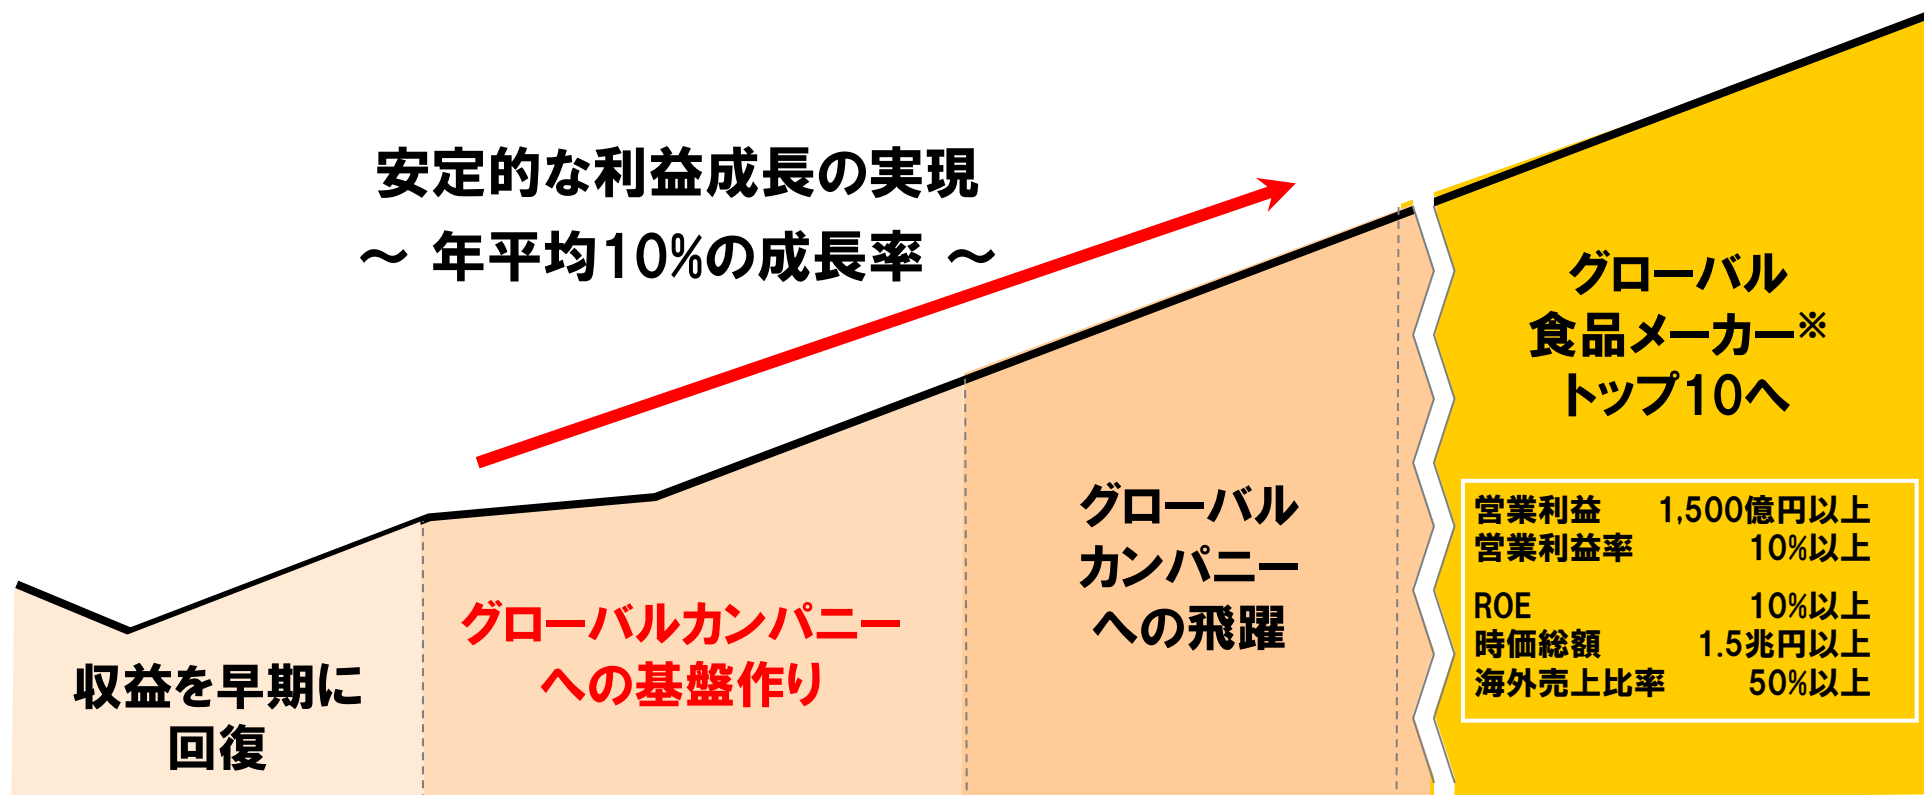 安定的な利益成長の実現
～ 年平均10%の成長率 ～
収益を早期に
回復
グローバルカンパニー
への基盤作り
グローバル
カンパニー
への飛躍
グローバル
食品メーカー※
トップ10へ
営業利益 1,500億円以上
営業利益率 10%以上
ROE 10%以上
時価総額 1.5兆円以上
海外売上比率 50%以上